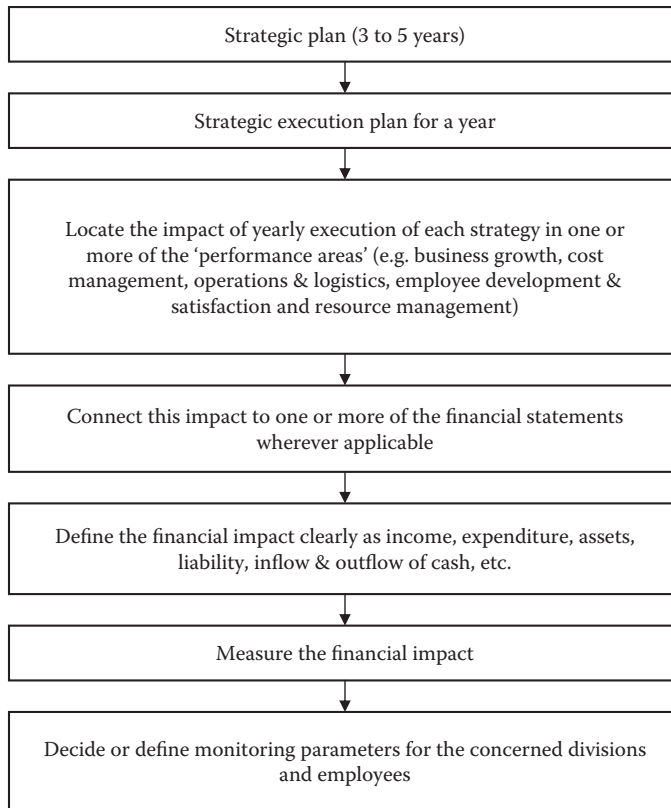 Strategic plan (3 to 5 years)
Strategic execution plan for a year
Locate the impact of yearly execution of each strategy in one or
more of the ‘performance areas’ (e.g. business growth, cost
management, operations & logistics, employee development &
satisfaction and resource management)
Connect this impact to one or more of the financial statements
wherever applicable
Define the financial impact clearly as income, expenditure, assets,
liability, inflow & outflow of cash, etc.
Measure the financial impact
Decide or define monitoring parameters for the concerned divisions
and employees